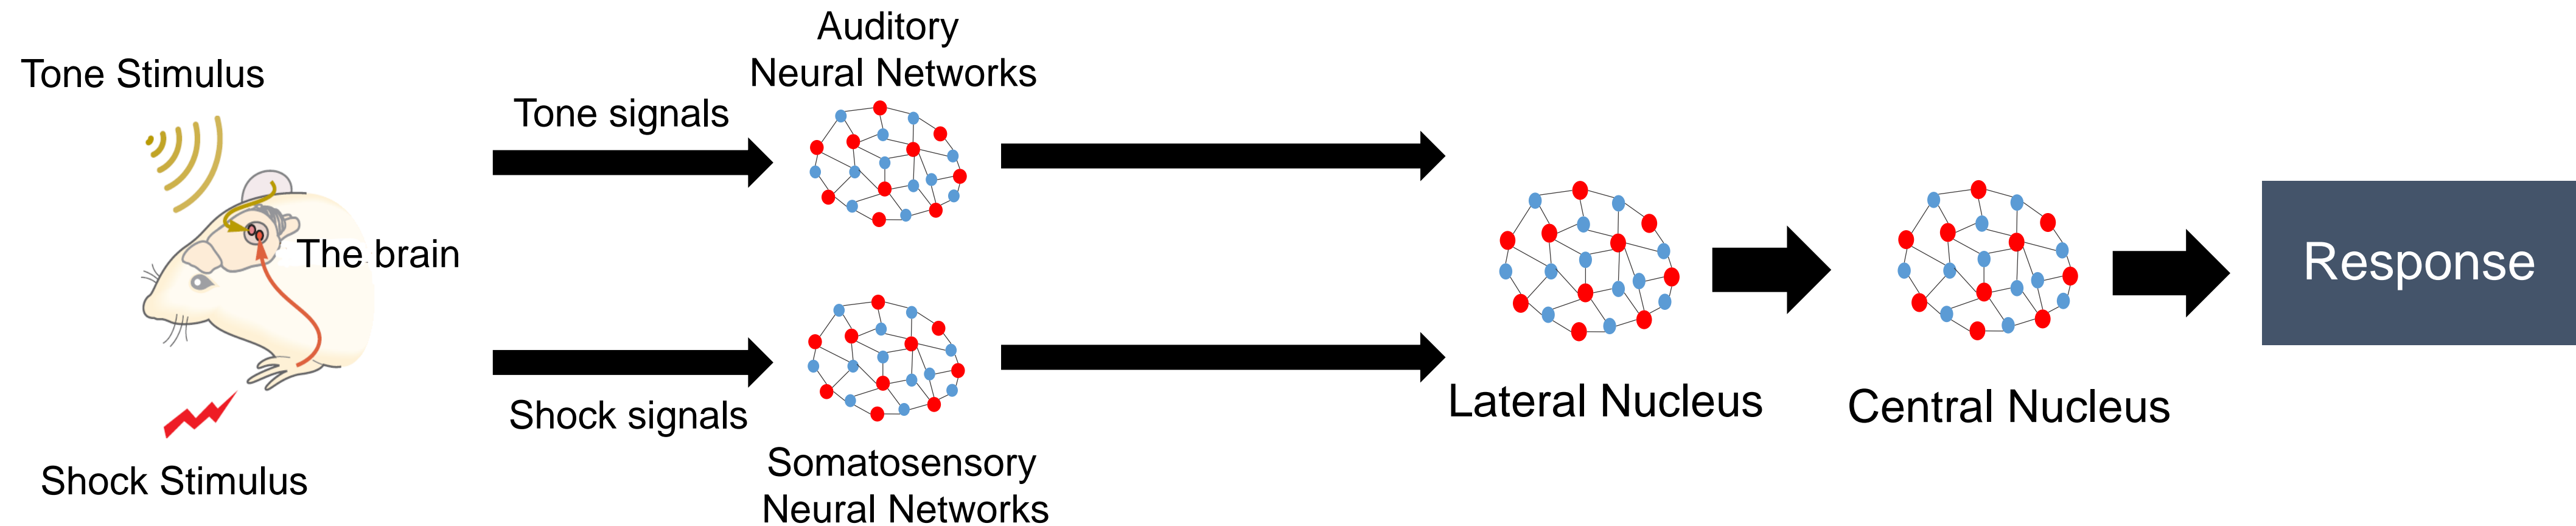 Tone Stimulus
The brain
Shock Stimulus
Tone signals
Shock signals
Auditory
Neural Networks
Somatosensory
Neural Networks
Lateral Nucleus
Central Nucleus
Response